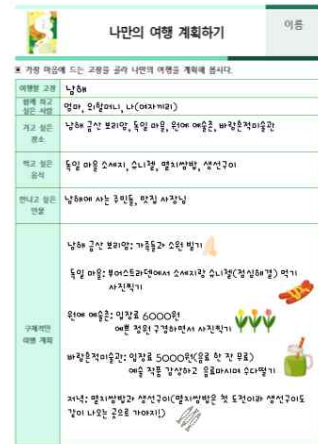 나만의 여행 계획하기
이름
※ 가장 마음에 드는 고장을 골라 나만의 여행을 계획해 봅시다.
여행할 고장
남해
함께 하고 싶은 사람
엄마, 외할머니, 나(여자끼리)
가고 싶은 장소
남해 금산 보리암, 독일 마을, 원예 예술촌, 바람흔적미술관
먹고 싶은 음식
독일 마을 소세지, 슈니첼, 멸치쌈밥, 생선구이
만나고 싶은 인물
남해에 사는 주민들, 맛집 사장님
구체적인 여행 계획
남해 금산 보리암: 가족들과 소원 빌기
독일 마을: 부어스트라덴에서 소세지랑 슈니첼(점심해결) 먹기
사진찍기
원예 예술촌: 입장료 6000원
예쁜 정원 구경하면서 사진찍기
바람흔적미술관: 입장료 5000원(음료 한 잔 무료)
예술 작품 감상하고 음료마시며 수다떨기
저녁: 멸치쌈밥과 생선구이(멸치쌈밥은 첫 도전이라 생선구이도
같이 나오는 곳으로 가야지!)